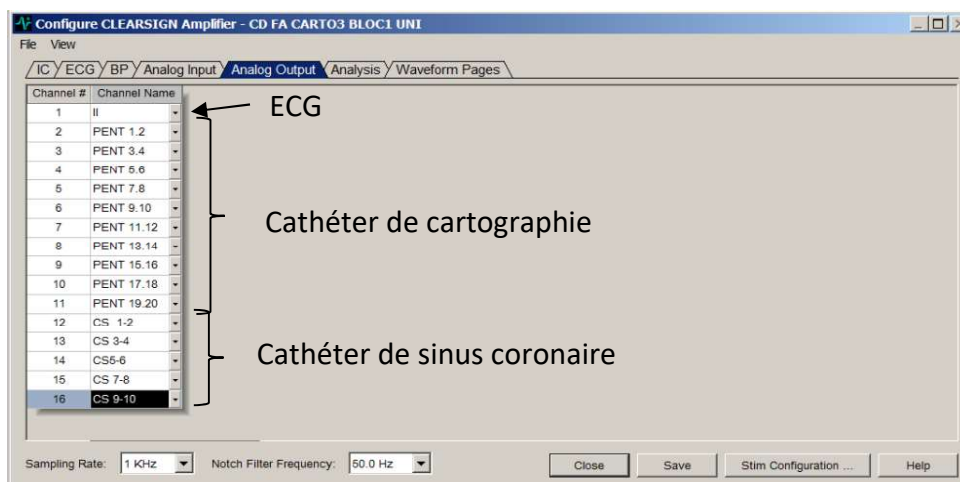 Configure CLEARSIGN Amplifier - CD FA CARTO3 BLOC1 UNI
File View
IC ECG BP Analog Input Analog Output Analysis Waveform Pages
Channel # Channel Name
1 II
ECG
2 PENT 1.2
3 PENT 3.4
4 PENT 5.6
5 PENT 7.8
6 PENT 9.10
7 PENT 11.12
Cathéter de cartographie
8 PENT 13.14
9 PENT 15.16
10 PENT 17.18
11 PENT 19.20
12 CS 1-2
13 CS 3-4
14 CS5-6
Cathéter de sinus coronaire
15 CS 7-8
16 CS 9-10
Sampling Rate: 1 KHz Notch Filter Frequency: 50.0 Hz Close Save Stim Configuration ... Help